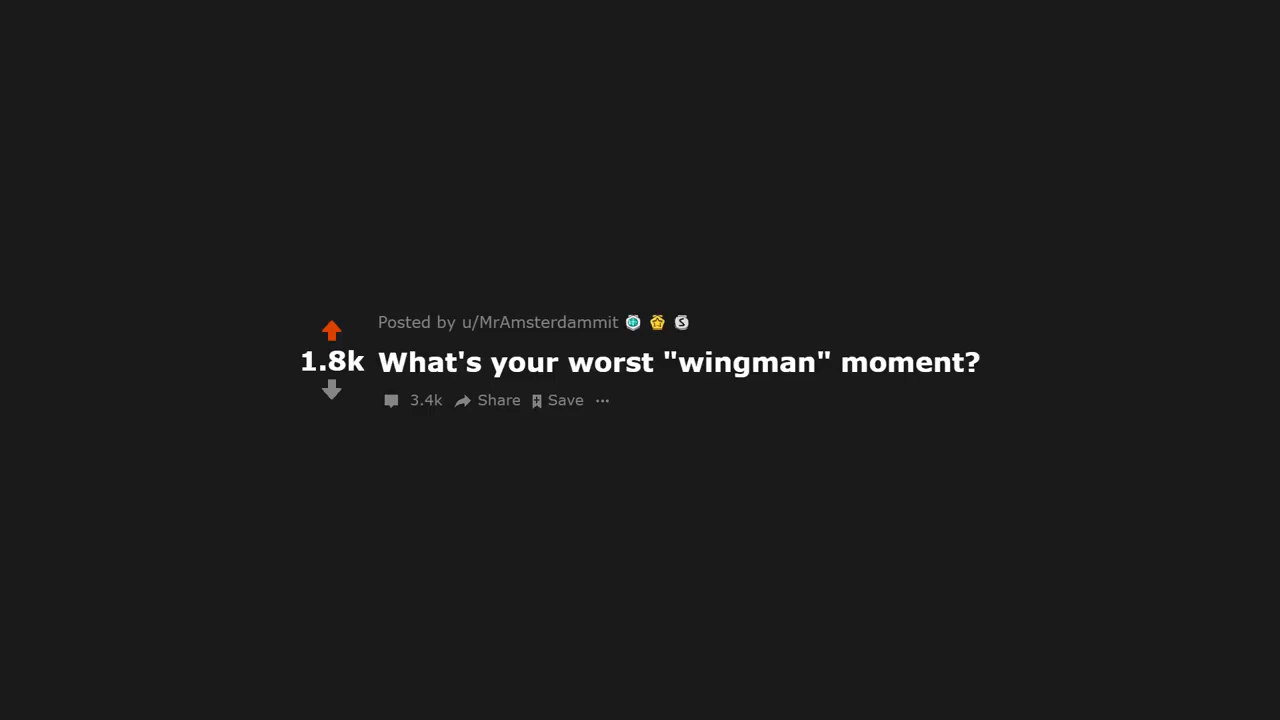 Posted by u/MrAmsterdammit
1.8k What's your worst "wingman" moment?
3.4k Share Save ...